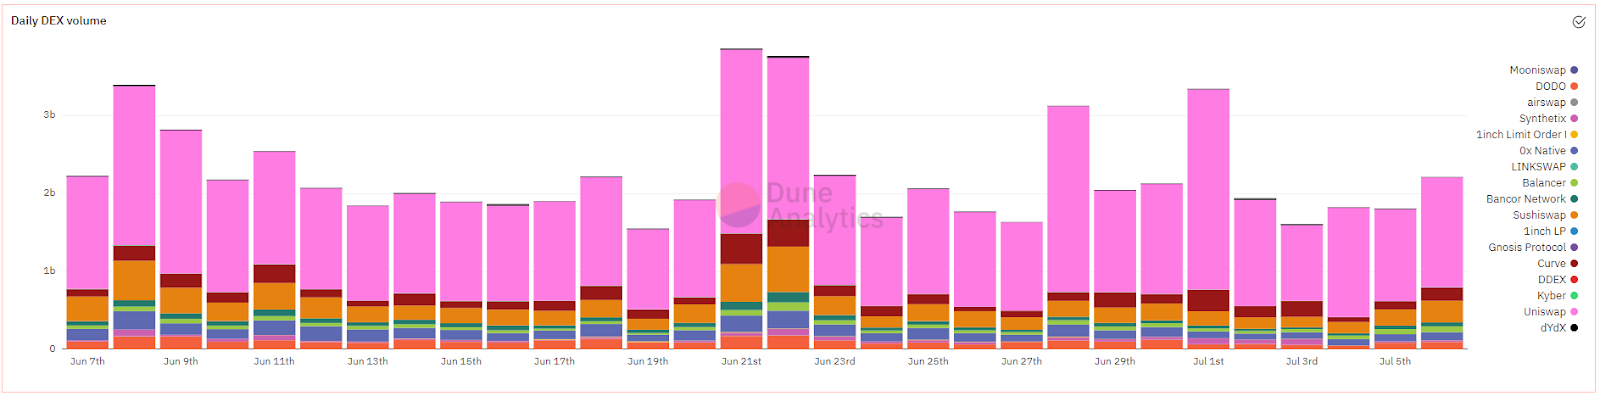 Daily DEX volume
3b
2b
1b
0
Jun 7th
Jun 9th
Jun 11th
Jun 13th
Jun 15th
Jun 17th
Jun 19th
Jun 21st
Jun 23rd
Jun 25th
Jun 27th
Jun 29th
Jul 1st
Jul 3rd
Jul 5th
Dune
Analytics
Mooniswap
DODO
airswap
Synthetix
1inch Limit Order I
0x Native
LINKSWAP
Balancer
Bancor Network
Sushiswap
1inch LP
Gnosis Protocol
Curve
DDEX
Kyber
Uniswap
dYdX